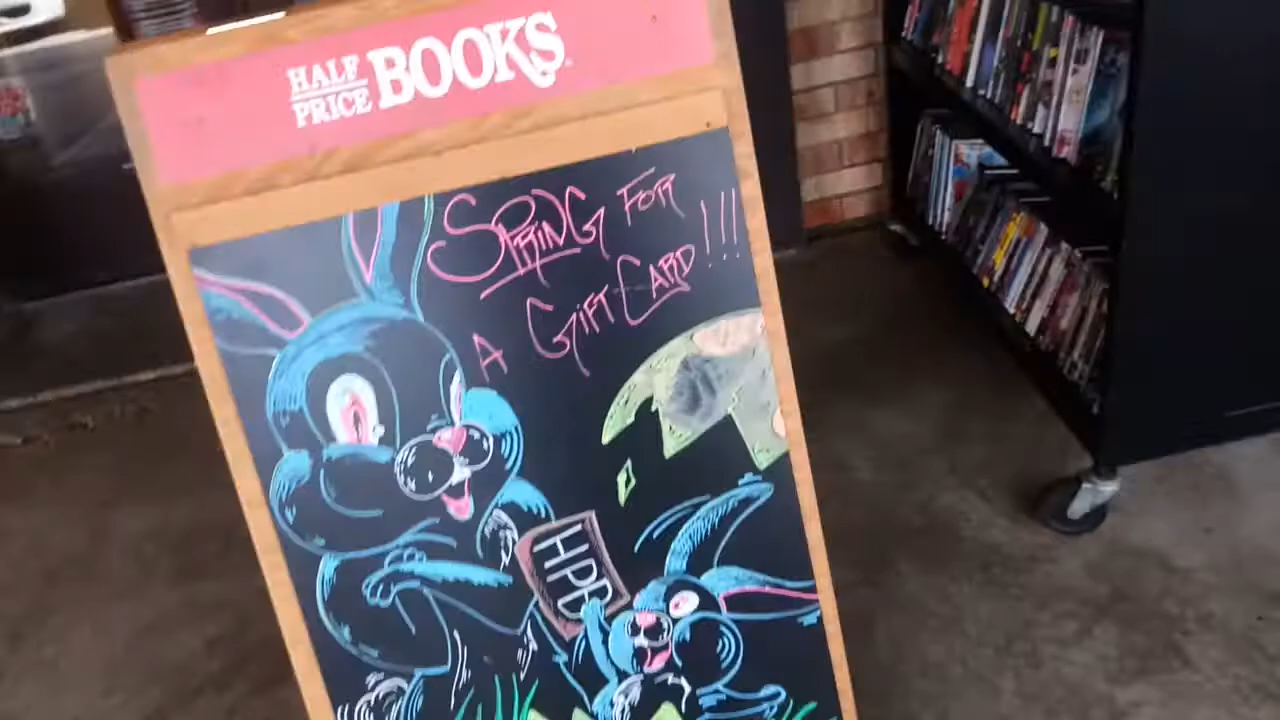 HALF
PRICE
BOOKS
SPRING FOR
A GIFT CARD!!!
HPB